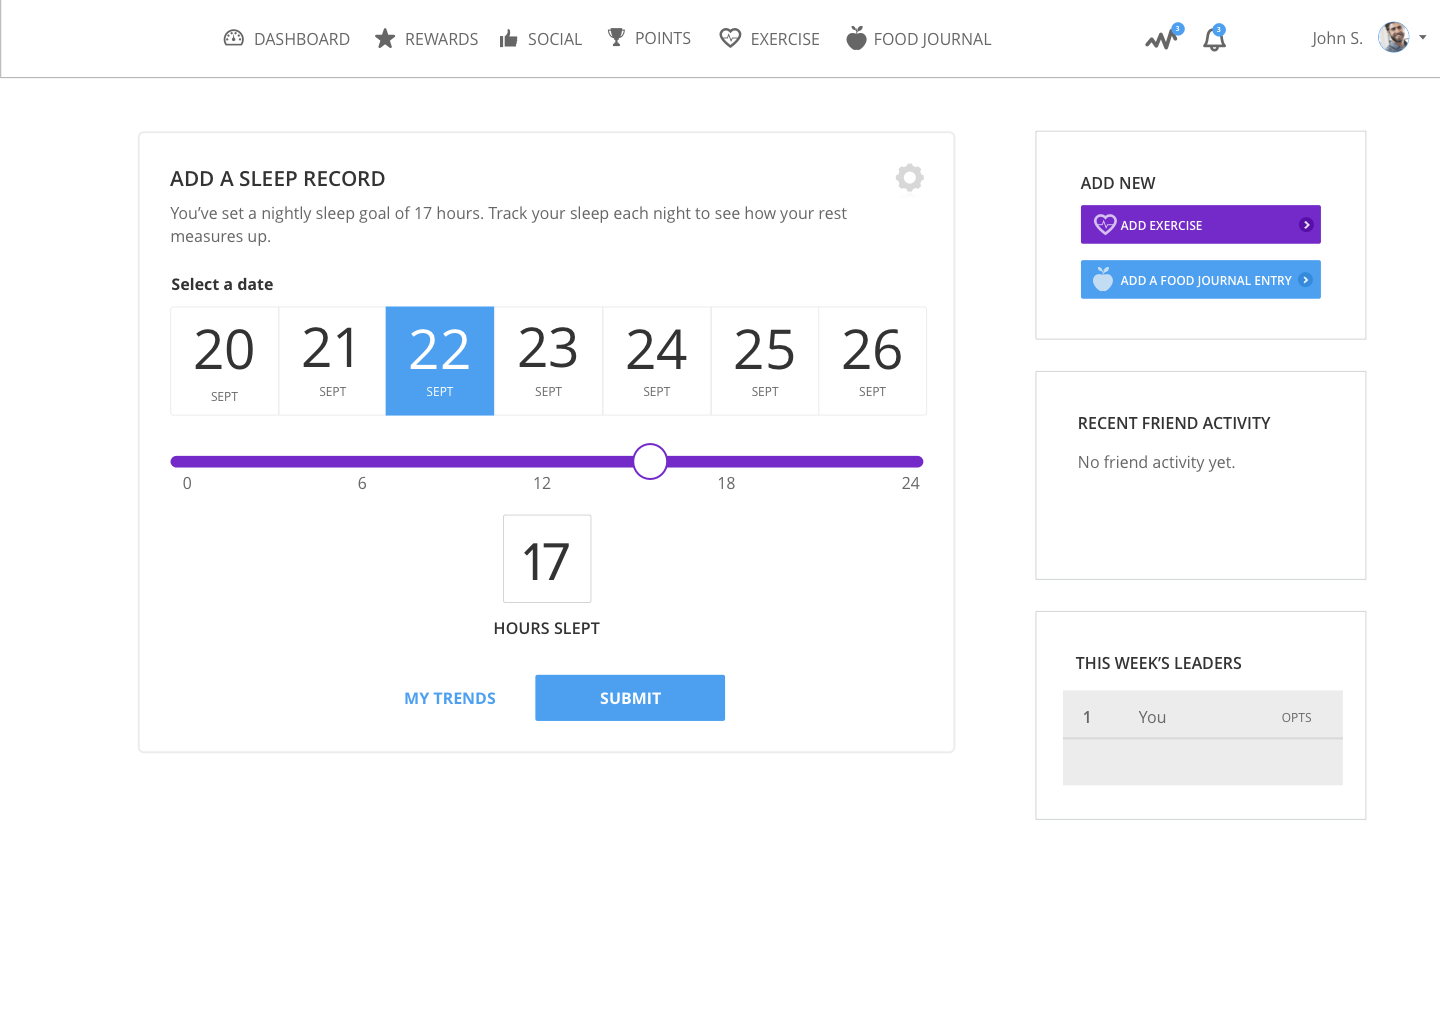 DASHBOARD REWARDS SOCIAL POINTS EXERCISE FOOD JOURNAL 3 3 John S.
ADD A SLEEP RECORD
You’ve set a nightly sleep goal of 17 hours. Track your sleep each night to see how your rest
measures up.
Select a date
20 21 22 23 24 25 26
SEPT SEPT SEPT SEPT SEPT SEPT SEPT
0 6 12 18 24
17
HOURS SLEPT
MY TRENDS SUBMIT
ADD NEW
ADD EXERCISE
ADD A FOOD JOURNAL ENTRY
RECENT FRIEND ACTIVITY
No friend activity yet.
THIS WEEK’S LEADERS
1 You OPTS